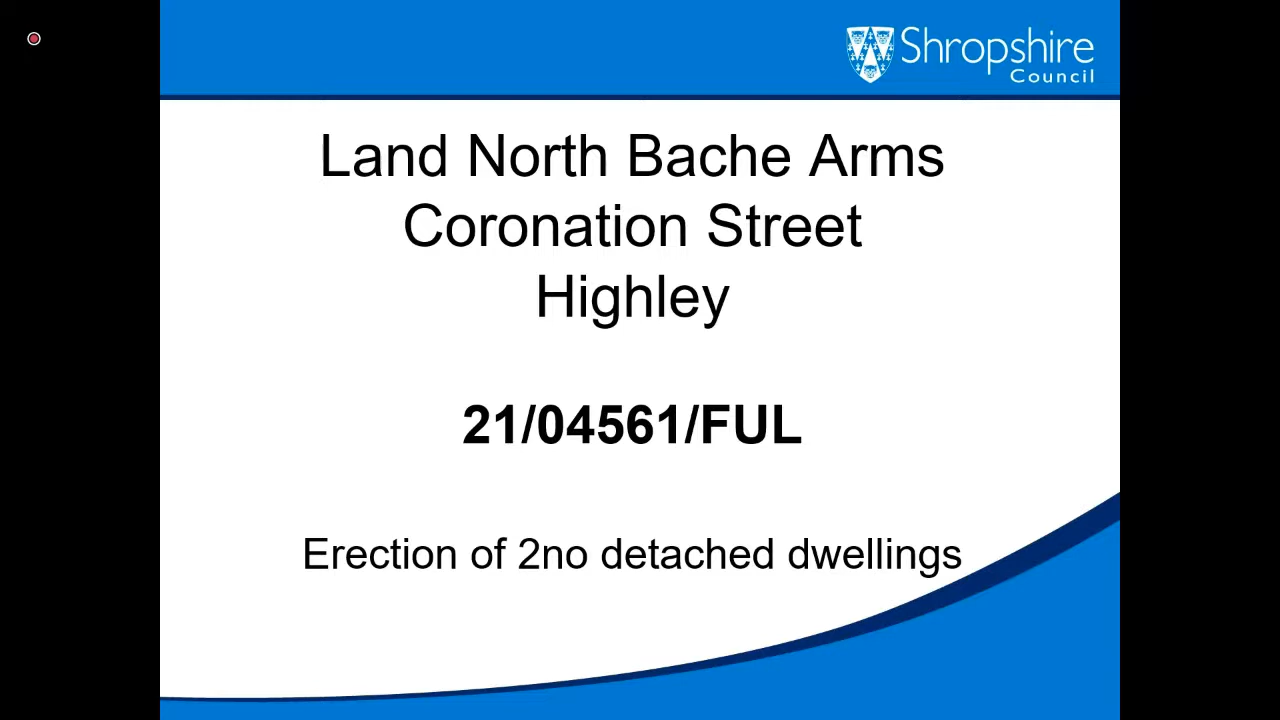 Shropshire
Council
Land North Bache Arms
Coronation Street
Highley
21/04561/FUL
Erection of 2no detached dwellings